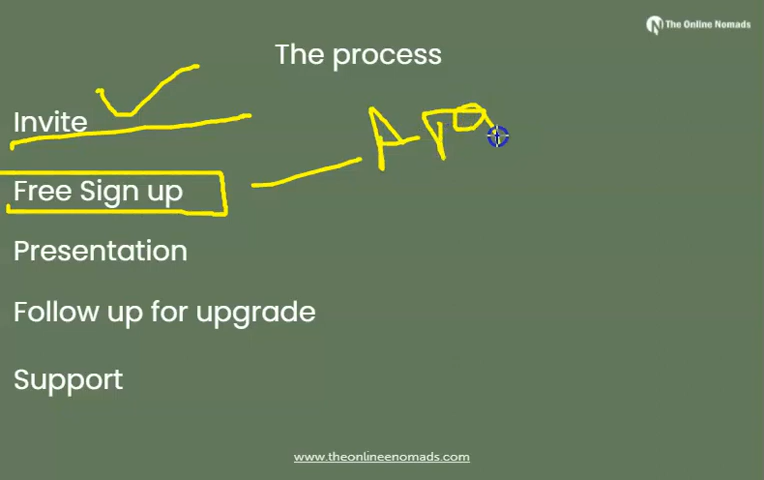 The Online Nomads
The process
Invite
Free Sign up
Presentation
Follow up for upgrade
Support
www.theonlineenomads.com